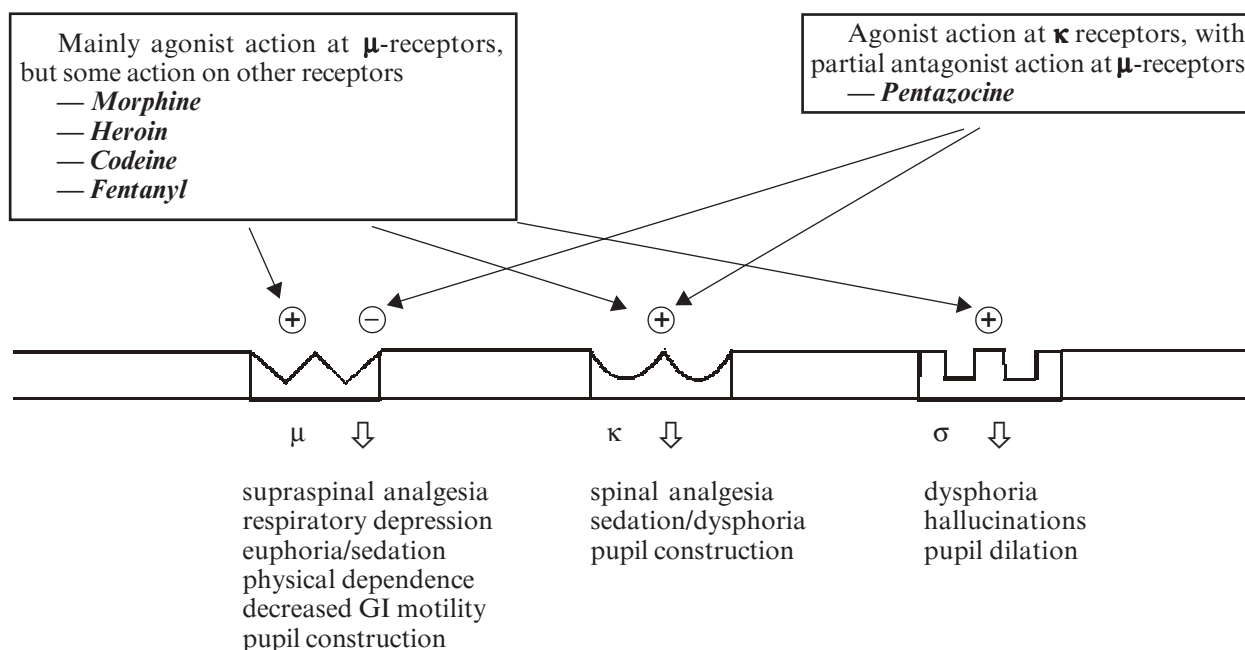 Mainly agonist action at μ-receptors,
but some action on other receptors
— Morphine
— Heroin
— Codeine
— Fentanyl
Agonist action at κ receptors, with
partial antagonist action at μ-receptors
— Pentazocine
+
−
+
+
μ
κ
σ
supraspinal analgesia
respiratory depression
euphoria/sedation
physical dependence
decreased GI motility
pupil construction
spinal analgesia
sedation/dysphoria
pupil construction
dysphoria
hallucinations
pupil dilation